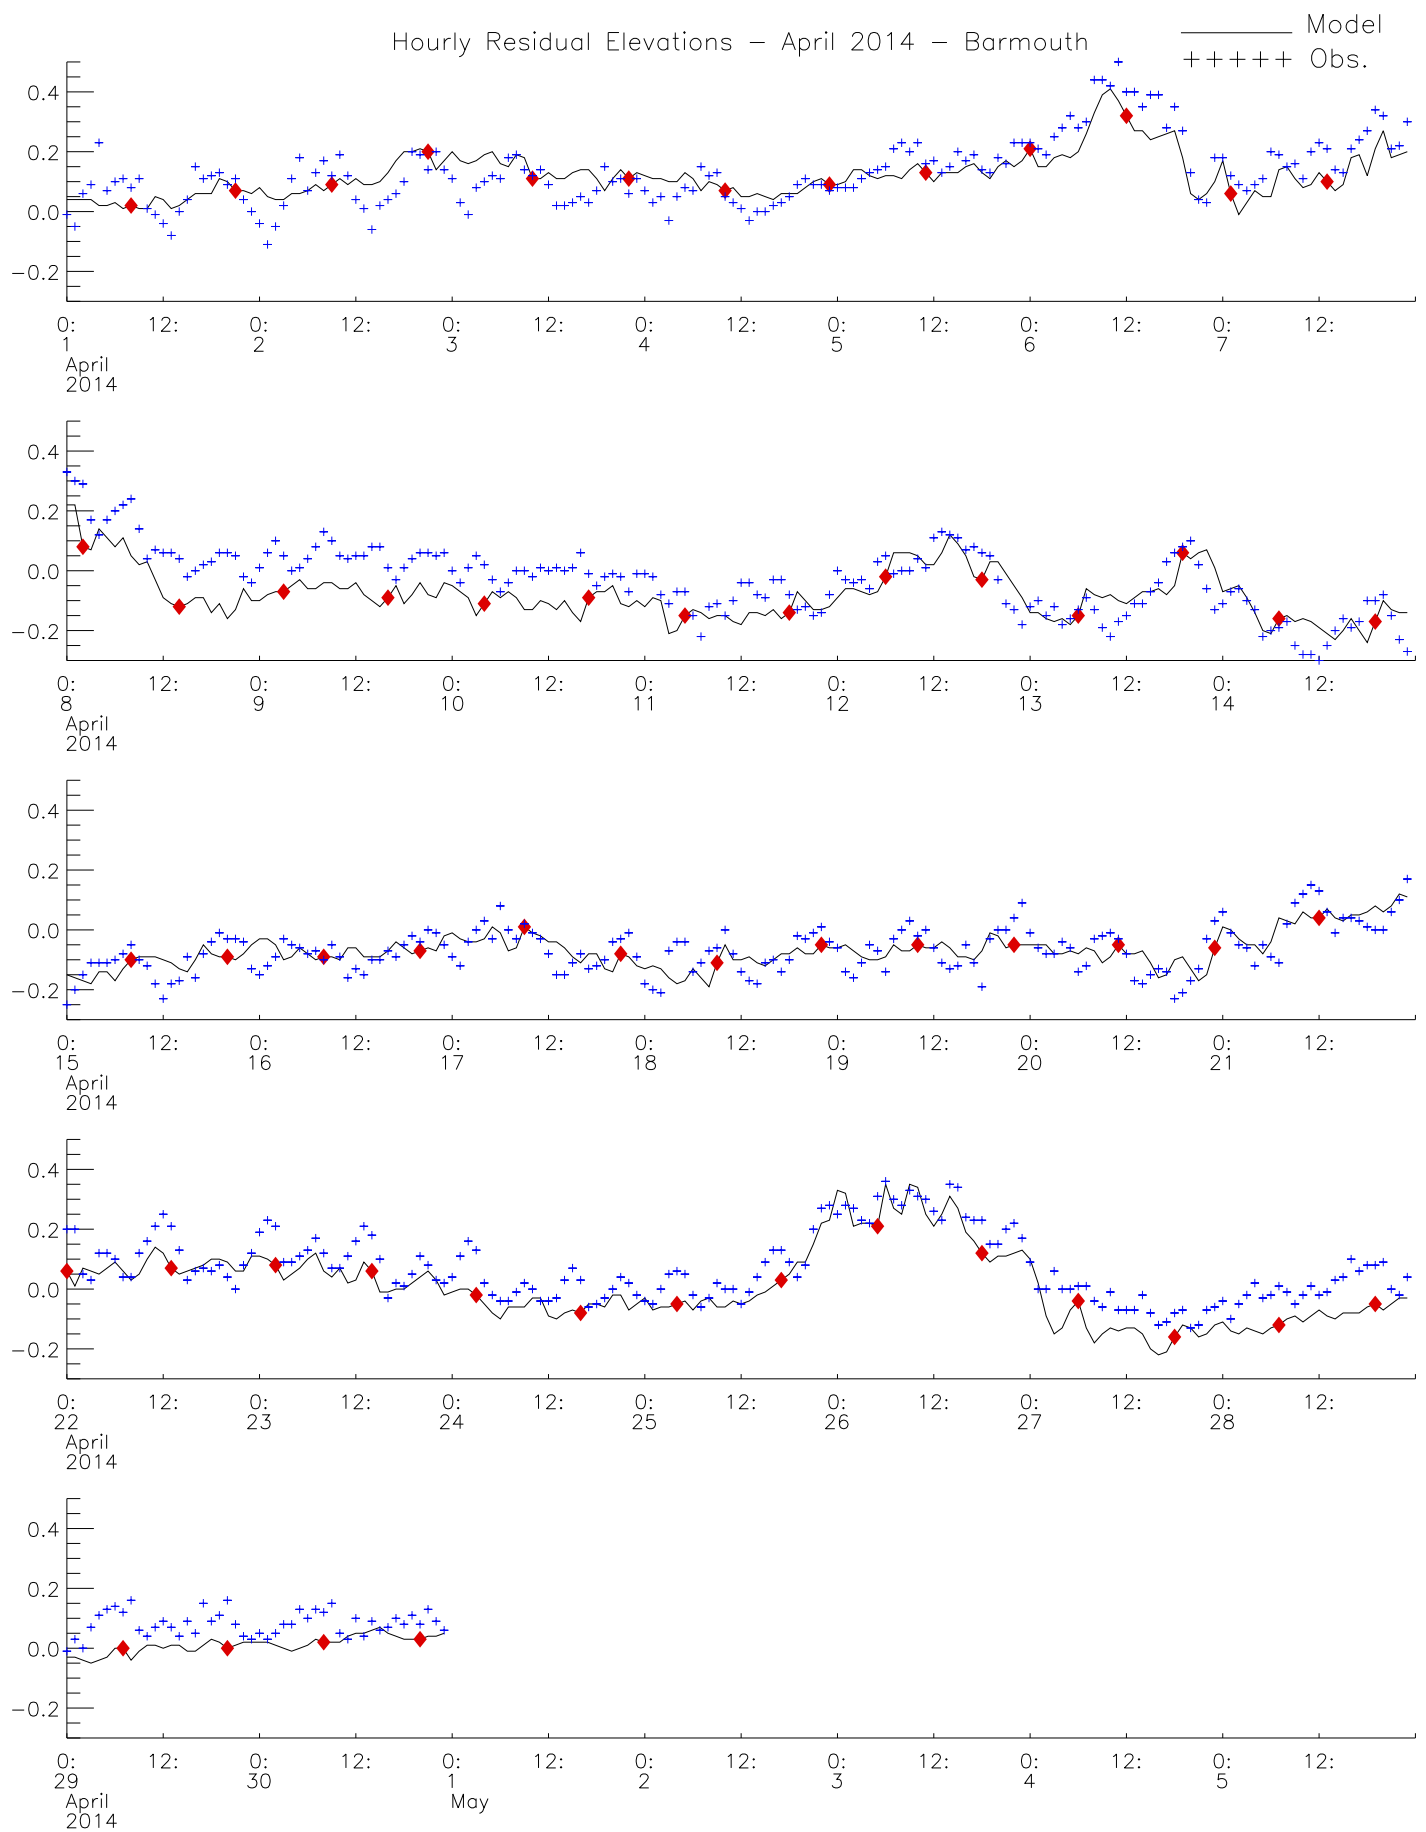 Hourly Residual Elevations – April 2014 – Barmouth
Model
+++++ Obs.
0.4
0.2
0.0
−0.2
0: 12: 0: 12: 0: 12: 0: 12: 0: 12: 0: 12: 0: 12:
1 2 3 4 5 6 7
April
2014
0.4
0.2
0.0
−0.2
0: 12: 0: 12: 0: 12: 0: 12: 0: 12: 0: 12: 0: 12:
8 9 10 11 12 13 14
April
2014
0.4
0.2
0.0
−0.2
0: 12: 0: 12: 0: 12: 0: 12: 0: 12: 0: 12: 0: 12:
15 16 17 18 19 20 21
April
2014
0.4
0.2
0.0
−0.2
0: 12: 0: 12: 0: 12: 0: 12: 0: 12: 0: 12: 0: 12:
22 23 24 25 26 27 28
April
2014
0.4
0.2
0.0
−0.2
0: 12: 0: 12: 0: 12: 0: 12: 0: 12: 0: 12: 0: 12:
29 30 1 2 3 4 5
April May
2014